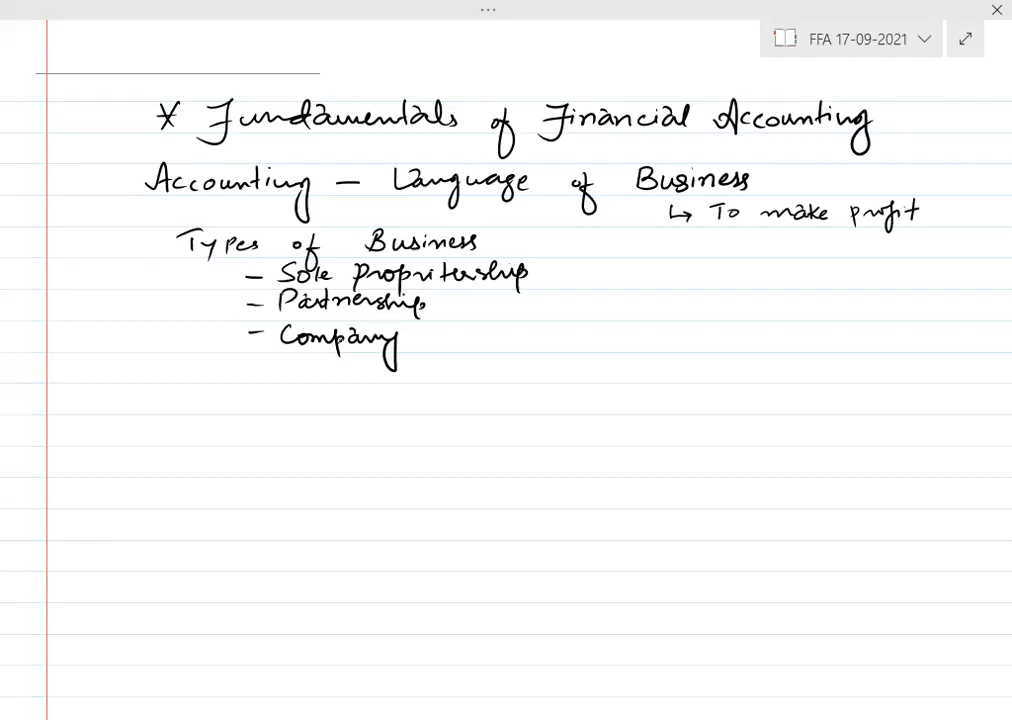 FFA 17-09-2021
* Fundamentals of Financial Accounting
Accounting – Language of Business
↳ To make profit
Types of Business
– Sole Propritership
– Partnership
– Company